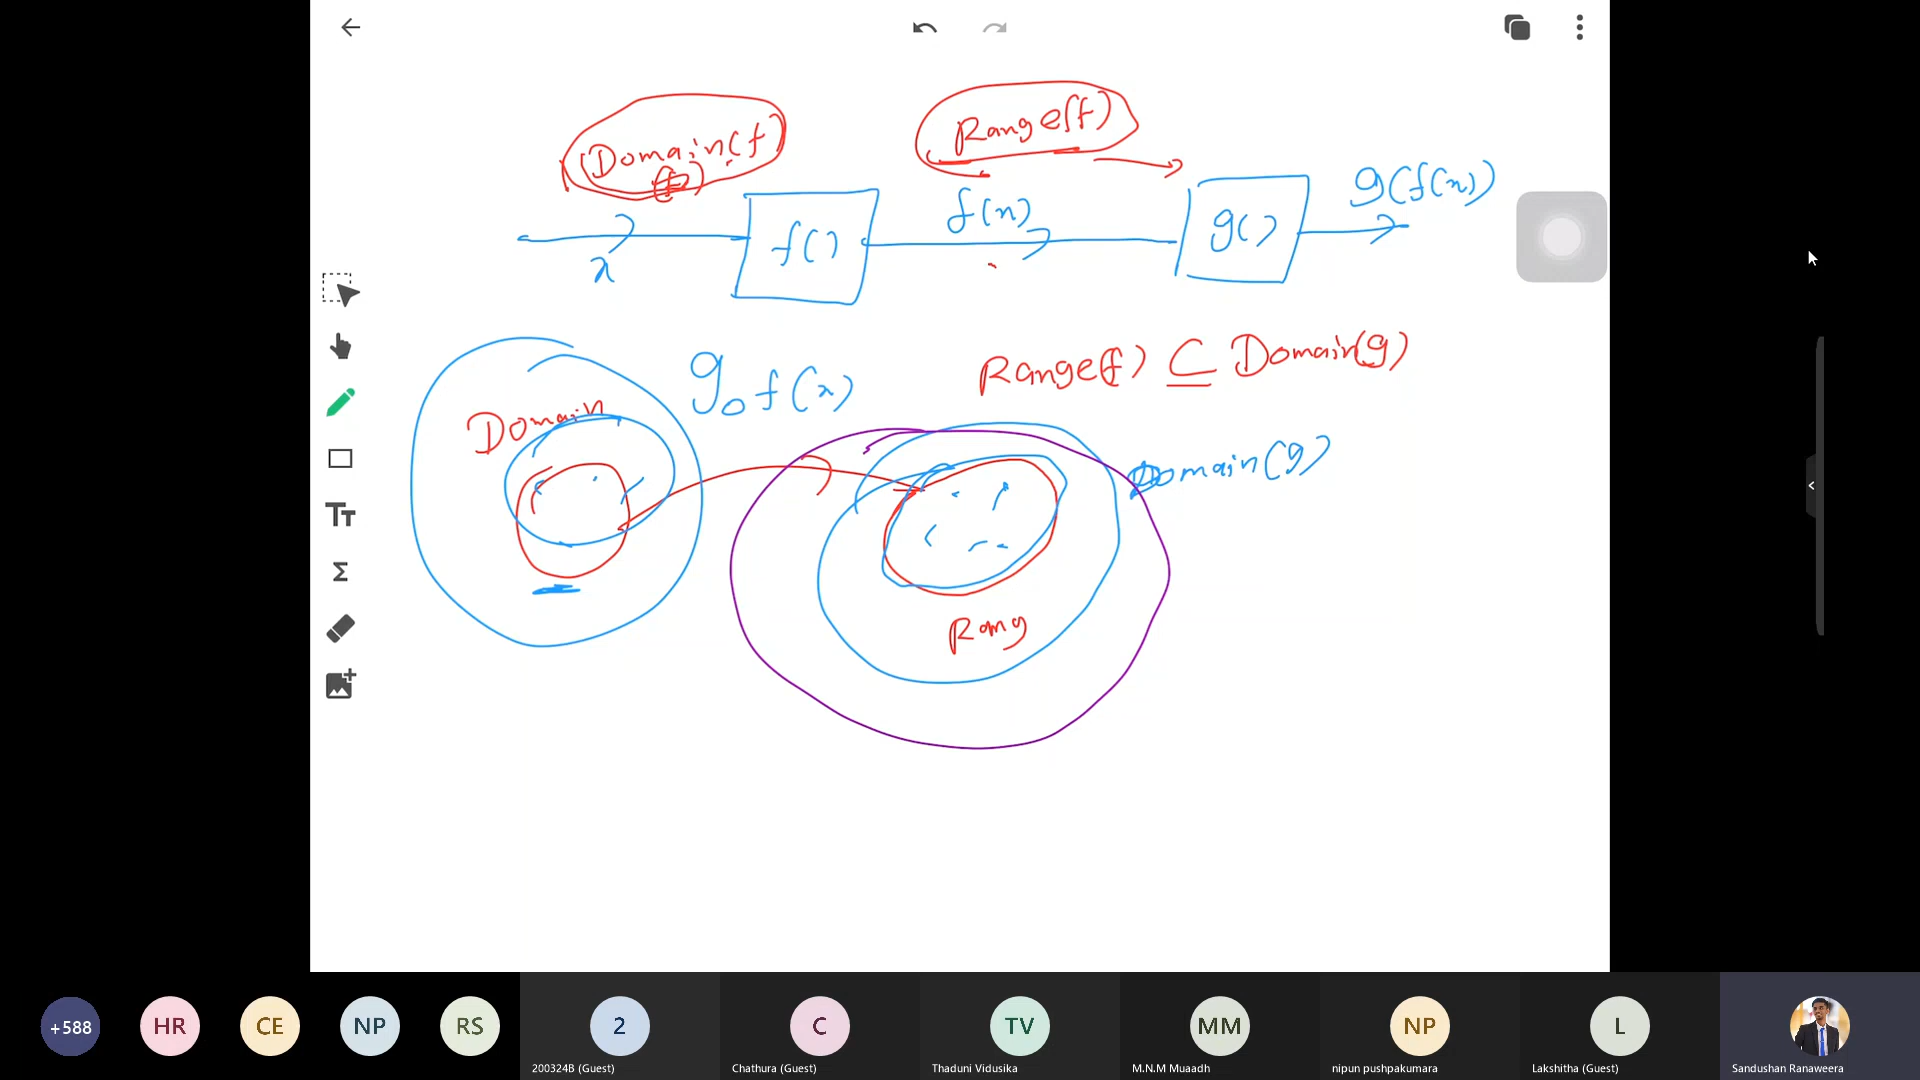 Domain(f)
Range(f)
x
f()
f(x)
g()
g(f(x))
gof(x)
Range(f) ⊆ Domain(g)
Domain
Domain(g)
Rang
Tт
Σ
+588
HR
CE
NP
RS
2
C
TV
MM
NP
L
200324B (Guest)
Chathura (Guest)
Thaduni Vidusika
M.N.M Muaadh
nipun pushpakumara
Lakshitha (Guest)
Sandushan Ranaweera